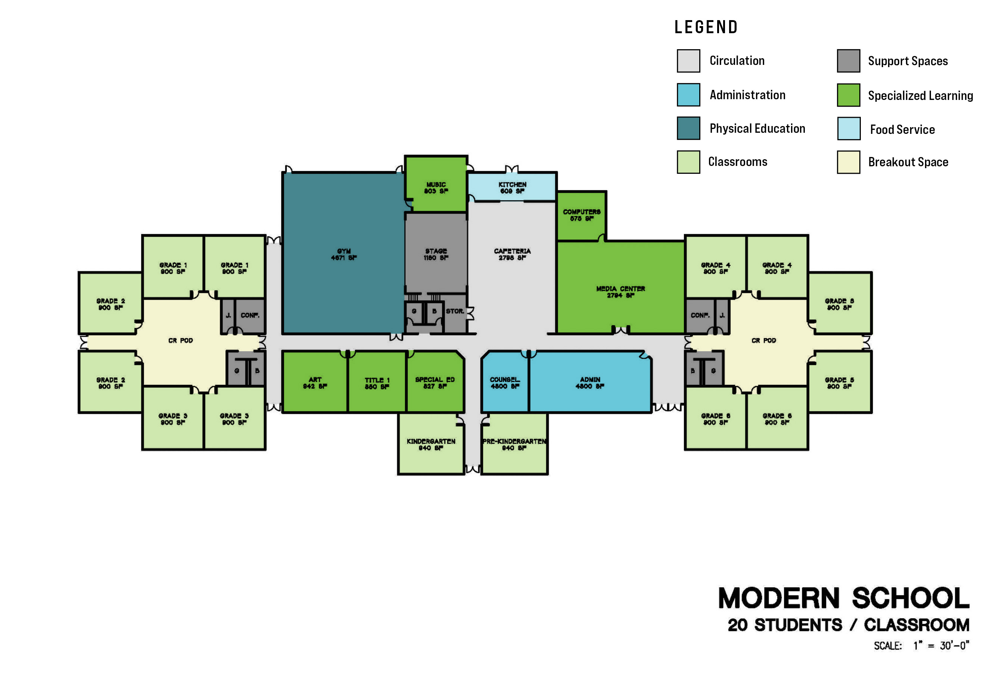 LEGEND
Circulation
Support Spaces
Administration
Specialized Learning
Physical Education
Food Service
Classrooms
Breakout Space
MUSIC
803 SF
KITCHEN
609 SF
COMPUTERS
575 SF
GYM
4671 SF
STAGE
1180 SF
CAFETERIA
2798 SF
GRADE 1
900 SF
GRADE 1
900 SF
GRADE 4
900 SF
GRADE 4
900 SF
MEDIA CENTER
2794 SF
GRADE 2
900 SF
GRADE 5
900 SF
J.
CONF.
G
B
STOR.
CONF.
J.
CR POD
CR POD
G
B
B
G
GRADE 2
900 SF
ART
942 SF
TITLE 1
850 SF
SPECIAL ED
827 SF
COUNSEL.
4800 SF
ADMIN
4800 SF
GRADE 5
900 SF
GRADE 3
900 SF
GRADE 3
900 SF
GRADE 6
900 SF
GRADE 6
900 SF
KINDERGARTEN
940 SF
PRE-KINDERGARTEN
940 SF
MODERN SCHOOL
20 STUDENTS / CLASSROOM
SCALE: 1" = 30'-0"